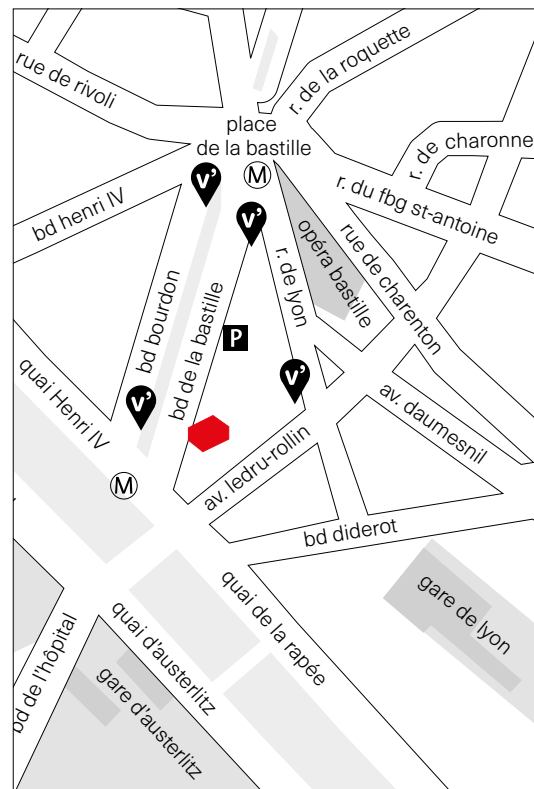 rue de rivoli
r. de la roquette
place
de la bastille
r. de charonne
v'
M
bd henri IV
v'
r. du fbg st-antoine
opéra bastille
rue de charenton
r. de lyon
bd bourdon
bd de la bastille
P
quai Henri IV
v'
v'
av. daumesnil
av. ledru-rollin
M
bd diderot
gare de lyon
quai de la rapée
quai d'austerlitz
bd de l'hôpital
gare d'austerlitz